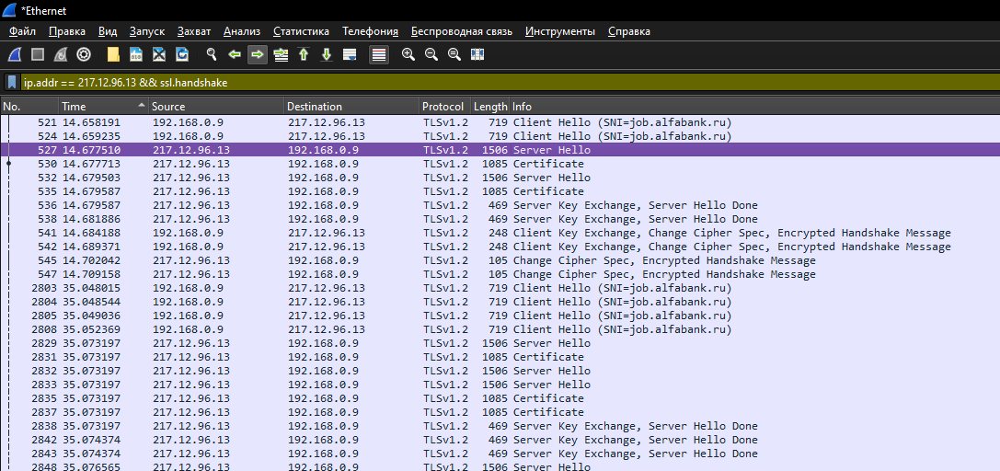 *Ethernet
Файл Правка Вид Запуск Захват Анализ Статистика Телефония Беспроводная связь Инструменты Справка
ip.addr == 217.12.96.13 && ssl.handshake
No. Time Source Destination Protocol Length Info
521 14.658191 192.168.0.9 217.12.96.13 TLSv1.2 719 Client Hello (SNI=job.alfabank.ru)
524 14.659235 192.168.0.9 217.12.96.13 TLSv1.2 719 Client Hello (SNI=job.alfabank.ru)
527 14.677510 217.12.96.13 192.168.0.9 TLSv1.2 1506 Server Hello
530 14.677713 217.12.96.13 192.168.0.9 TLSv1.2 1085 Certificate
532 14.679503 217.12.96.13 192.168.0.9 TLSv1.2 1506 Server Hello
535 14.679587 217.12.96.13 192.168.0.9 TLSv1.2 1085 Certificate
536 14.679587 217.12.96.13 192.168.0.9 TLSv1.2 469 Server Key Exchange, Server Hello Done
538 14.681886 217.12.96.13 192.168.0.9 TLSv1.2 469 Server Key Exchange, Server Hello Done
541 14.684188 192.168.0.9 217.12.96.13 TLSv1.2 248 Client Key Exchange, Change Cipher Spec, Encrypted Handshake Message
542 14.689371 192.168.0.9 217.12.96.13 TLSv1.2 248 Client Key Exchange, Change Cipher Spec, Encrypted Handshake Message
545 14.702042 217.12.96.13 192.168.0.9 TLSv1.2 105 Change Cipher Spec, Encrypted Handshake Message
547 14.709158 217.12.96.13 192.168.0.9 TLSv1.2 105 Change Cipher Spec, Encrypted Handshake Message
2803 35.048015 192.168.0.9 217.12.96.13 TLSv1.2 719 Client Hello (SNI=job.alfabank.ru)
2804 35.048544 192.168.0.9 217.12.96.13 TLSv1.2 719 Client Hello (SNI=job.alfabank.ru)
2805 35.049036 192.168.0.9 217.12.96.13 TLSv1.2 719 Client Hello (SNI=job.alfabank.ru)
2808 35.052369 192.168.0.9 217.12.96.13 TLSv1.2 719 Client Hello (SNI=job.alfabank.ru)
2829 35.073197 217.12.96.13 192.168.0.9 TLSv1.2 1506 Server Hello
2831 35.073197 217.12.96.13 192.168.0.9 TLSv1.2 1085 Certificate
2832 35.073197 217.12.96.13 192.168.0.9 TLSv1.2 1506 Server Hello
2833 35.073197 217.12.96.13 192.168.0.9 TLSv1.2 1506 Server Hello
2835 35.073197 217.12.96.13 192.168.0.9 TLSv1.2 1085 Certificate
2837 35.073197 217.12.96.13 192.168.0.9 TLSv1.2 1085 Certificate
2838 35.073197 217.12.96.13 192.168.0.9 TLSv1.2 469 Server Key Exchange, Server Hello Done
2842 35.074374 217.12.96.13 192.168.0.9 TLSv1.2 469 Server Key Exchange, Server Hello Done
2843 35.074374 217.12.96.13 192.168.0.9 TLSv1.2 469 Server Key Exchange, Server Hello Done
2848 35.076565 217.12.96.13 192.168.0.9 TLSv1.2 1506 Server Hello